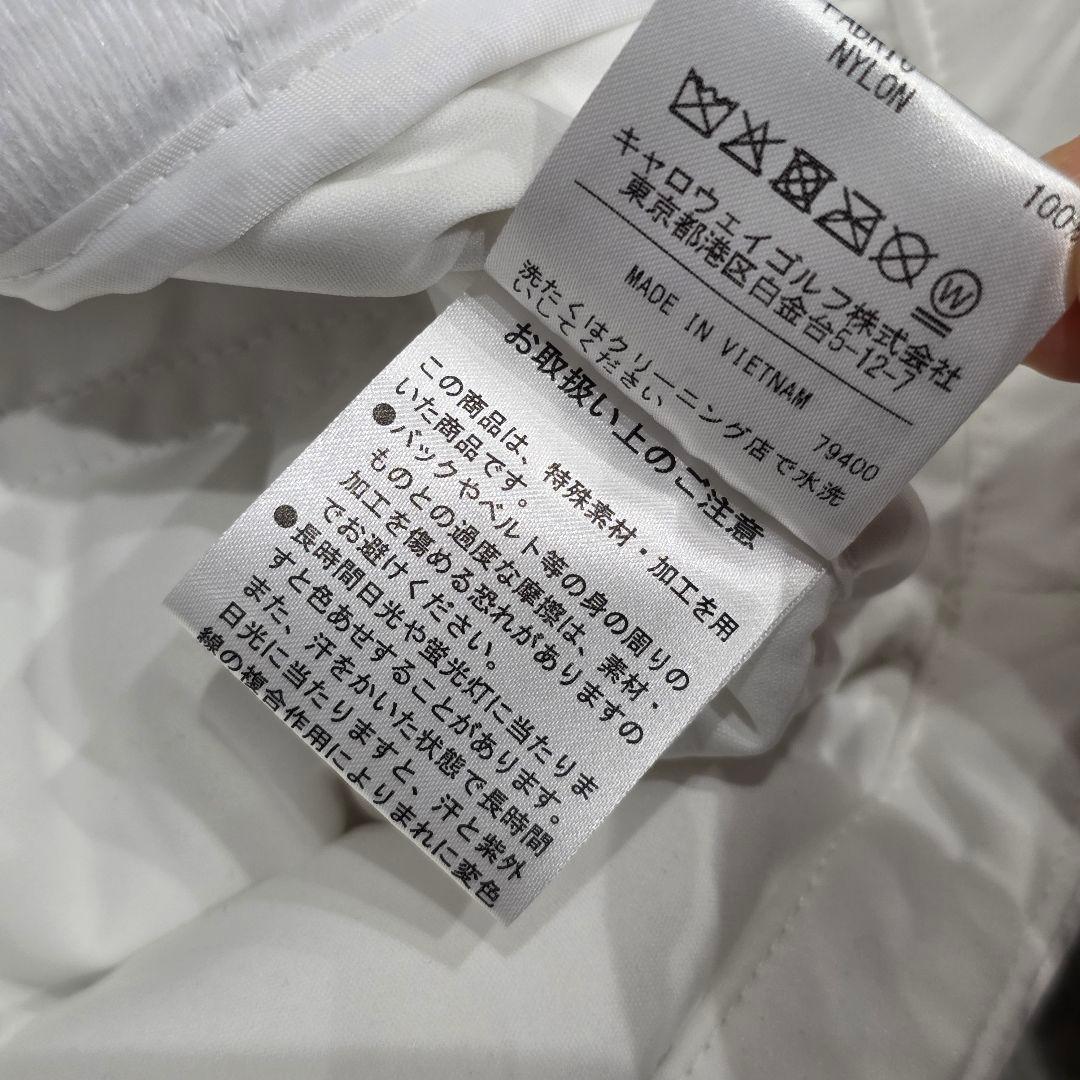 FABRIC
NYLON
100%
W
キャロウェイゴルフ株式会社
東京都港区白金台5-12-7
MADE IN VIETNAM
79400
洗たくはクリーニング店で水洗
いしてください
お取扱い上のご注意
この商品は、特殊素材・加工を用
いた商品です。
●バックやベルト等の身の周りの
ものとの過度な摩擦は、素材、
加工を傷める恐れがありますの
でお避けください。
●長時間日光や蛍光灯に当たりま
すと色あせすることがあります。
また、汗をかいた状態で長時間
日光に当たりますと、汗と紫外
線の複合作用によりまれに変色